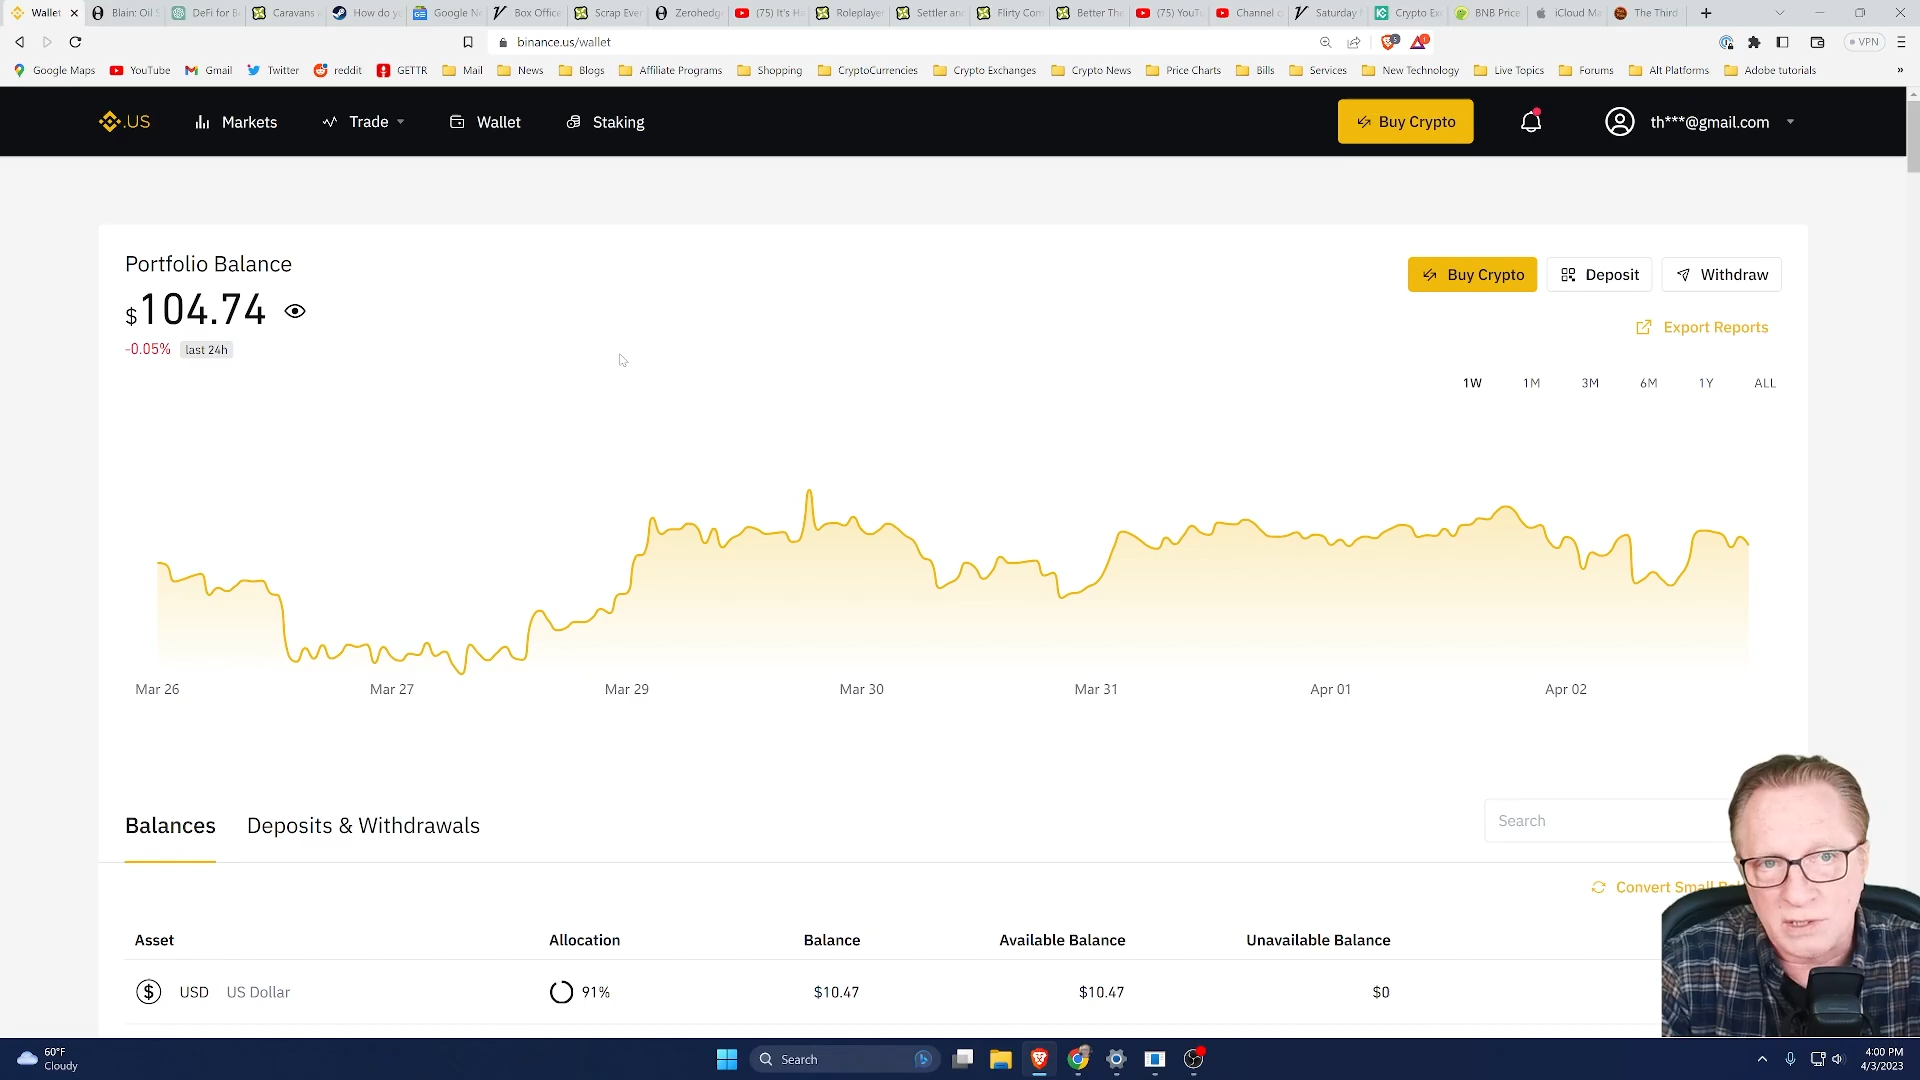 Wallet
Blain: Oil S
DeFi for Be
Caravans
How do yo
Google Ne
Box Office
Scrap Ever
Zerohedge
(75) It's Ha
Roleplayer
Settler and
Flirty Com
Better The
(75) YouTu
Channel c
Saturday
Crypto Ex
BNB Price
iCloud Ma
The Third
binance.us/wallet
VPN
Google Maps
YouTube
Gmail
Twitter
reddit
GETTR
Mail
News
Blogs
Affiliate Programs
Shopping
CryptoCurrencies
Crypto Exchanges
Crypto News
Price Charts
Bills
Services
New Technology
Live Topics
Forums
Alt Platforms
Adobe tutorials
.US
Markets
Trade
Wallet
Staking
Buy Crypto
th***@gmail.com
Portfolio Balance
$104.74
-0.05% last 24h
Buy Crypto
Deposit
Withdraw
Export Reports
1W 1M 3M 6M 1Y ALL
Mar 26 Mar 27 Mar 29 Mar 30 Mar 31 Apr 01 Apr 02
Balances
Deposits & Withdrawals
Search
Convert Small
Asset Allocation Balance Available Balance Unavailable Balance
USD US Dollar 91% $10.47 $10.47 $0
60°F
Cloudy
Search
4:00 PM
4/3/2023